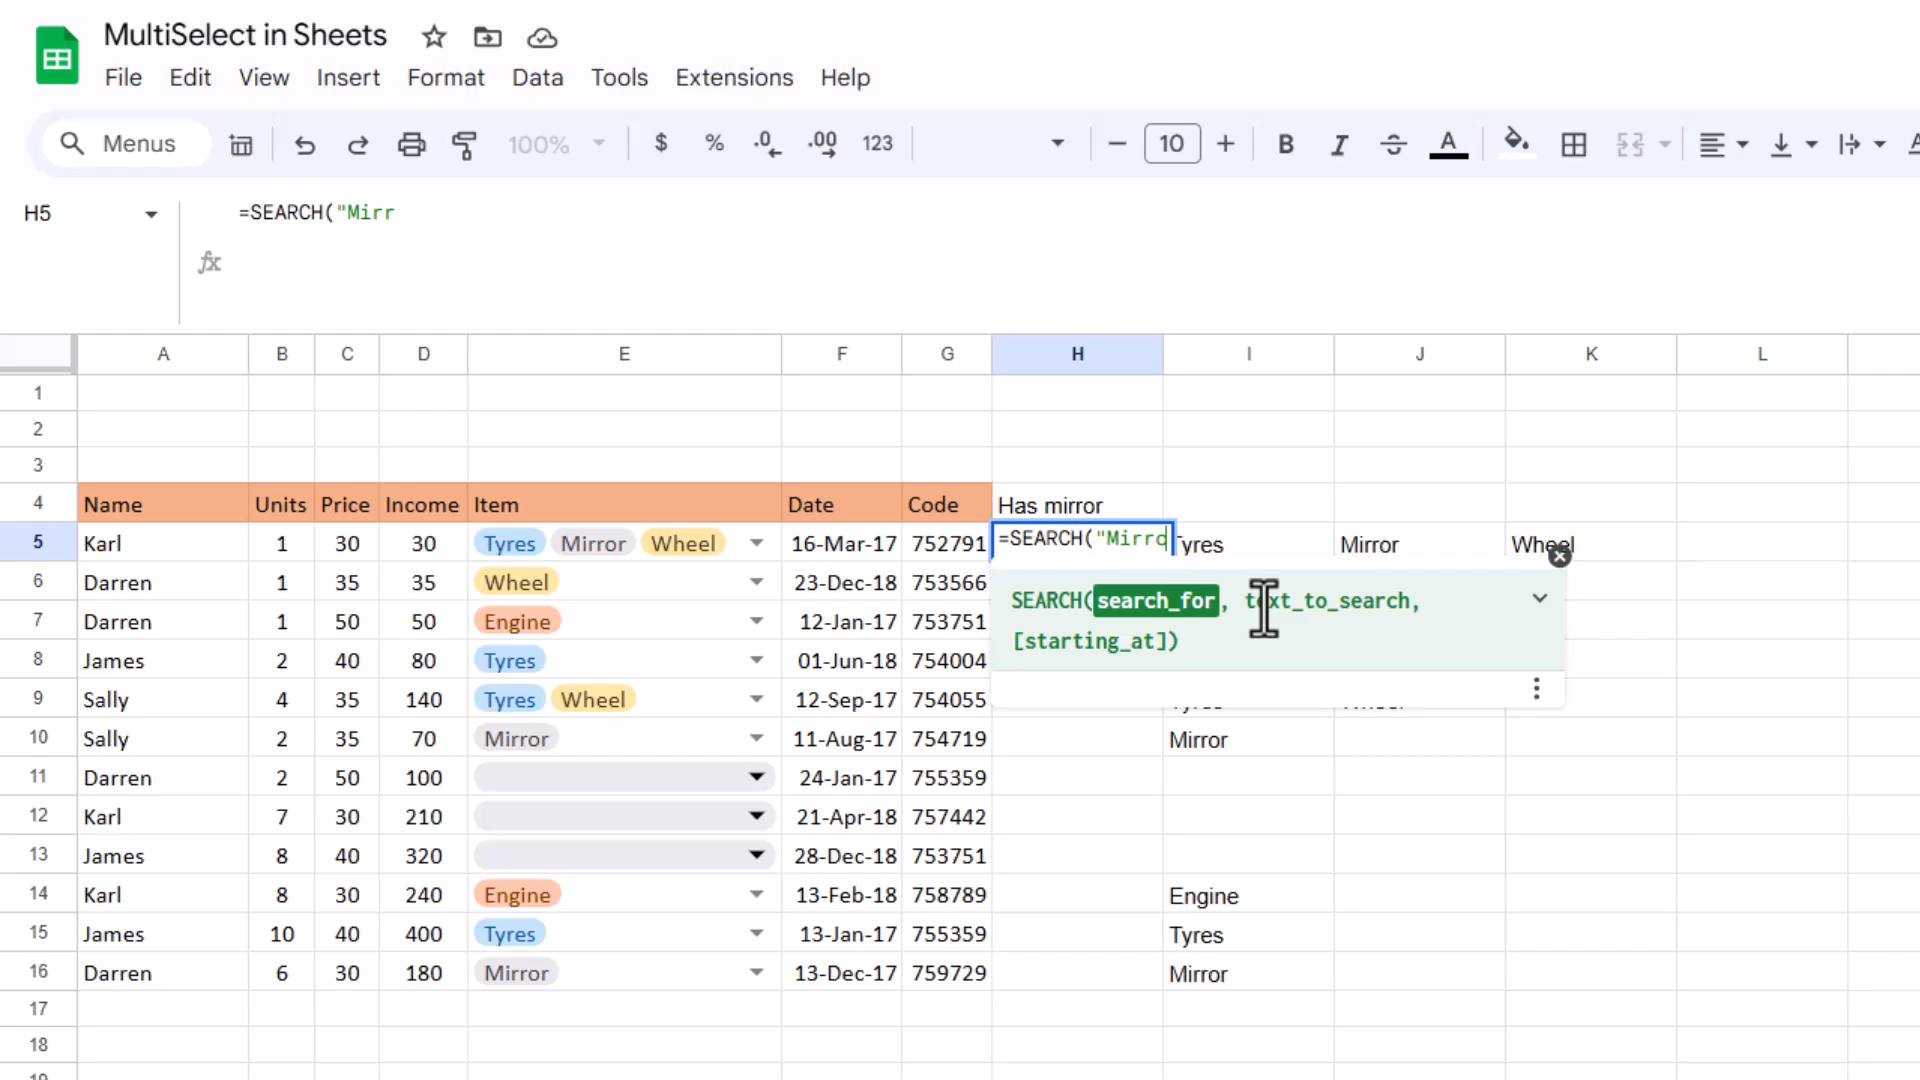 MultiSelect in Sheets
File Edit View Insert Format Data Tools Extensions Help
Menus 100% $ % .0 .00 123 10 B I A
H5 =SEARCH("Mirr
fx
A B C D E F G H I J K L
1
2
3
4 Name Units Price Income Item Date Code Has mirror
5 Karl 1 30 30 Tyres Mirror Wheel 16-Mar-17 752791 =SEARCH("Mirro Tyres Mirror Wheel
6 Darren 1 35 35 Wheel 23-Dec-18 753566
SEARCH(search_for, text_to_search,
7 Darren 1 50 50 Engine 12-Jan-17 753751
[starting_at])
8 James 2 40 80 Tyres 01-Jun-18 754004
9 Sally 4 35 140 Tyres Wheel 12-Sep-17 754055 Tyres Wheel
10 Sally 2 35 70 Mirror 11-Aug-17 754719 Mirror
11 Darren 2 50 100 24-Jan-17 755359
12 Karl 7 30 210 21-Apr-18 757442
13 James 8 40 320 28-Dec-18 753751
14 Karl 8 30 240 Engine 13-Feb-18 758789 Engine
15 James 10 40 400 Tyres 13-Jan-17 755359 Tyres
16 Darren 6 30 180 Mirror 13-Dec-17 759729 Mirror
17
18
19